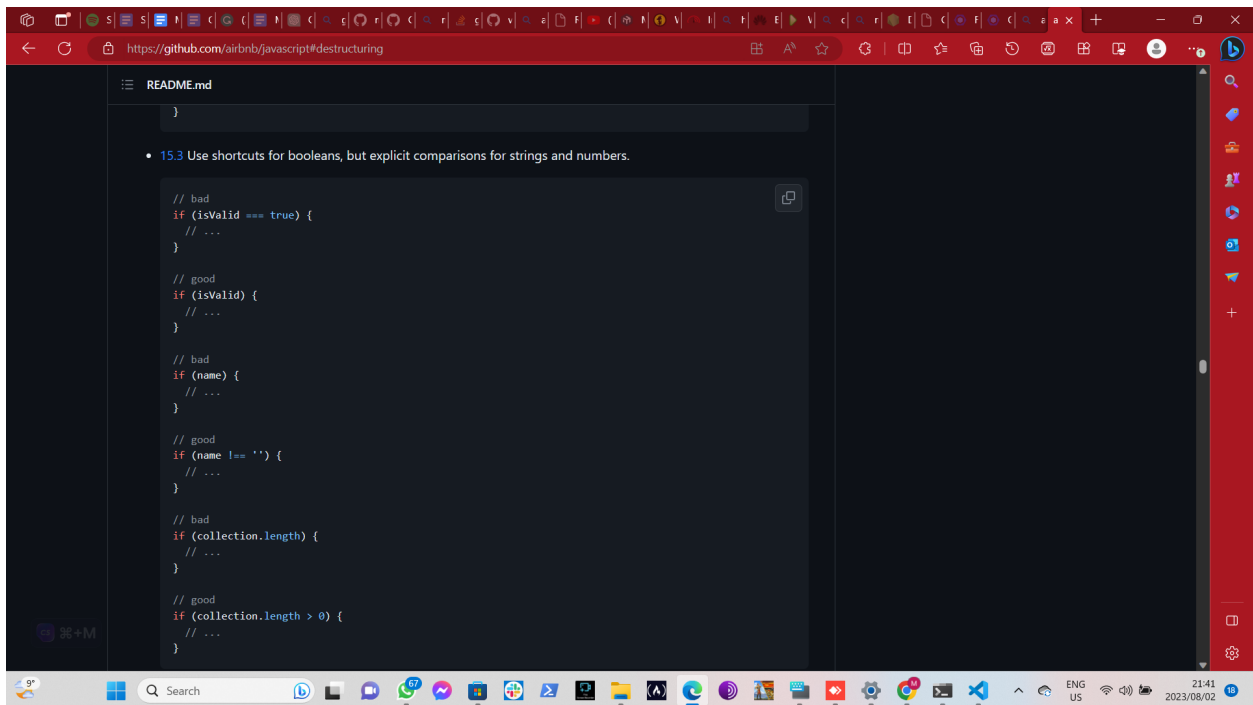 https://github.com/airbnb/javascript#destructuring
README.md
}
• 15.3 Use shortcuts for booleans, but explicit comparisons for strings and numbers.
// bad
if (isValid === true) {
// ...
}
// good
if (isValid) {
// ...
}
// bad
if (name) {
// ...
}
// good
if (name !== '') {
// ...
}
// bad
if (collection.length) {
// ...
}
// good
if (collection.length > 0) {
// ...
}
⌘+M
9°
Search
67
ENG
US
21:41
2023/08/02
18